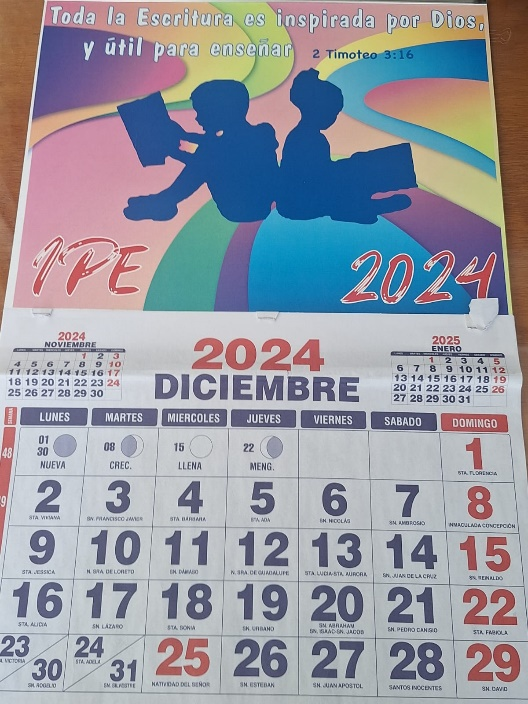 Toda la Escritura es inspirada por Dios,
y útil para enseñar 2 Timoteo 3:16
IPE 2024
2024
NOVIEMBRE
1 2 3
4 5 6 7 8 9 10
11 12 13 14 15 16 17
18 19 20 21 22 23 24
25 26 27 28 29 30
2024
DICIEMBRE
2025
ENERO
1 2 3 4 5
6 7 8 9 10 11 12
13 14 15 16 17 18 19
20 21 22 23 24 25 26
27 28 29 30 31
SEMANA LUNES MARTES MIERCOLES JUEVES VIERNES SABADO DOMINGO
48 01 30 NUEVA 08 CREC. 15 LLENA 22 MENG. 1
STA. FLORENCIA
2 3 4 5 6 7 8
STA. VIVIANA SN. FRANCISCO JAVIER STA. BÁRBARA STA. ADA SN. NICOLÁS SN. AMBROSIO INMACULADA CONCEPCIÓN
9 10 11 12 13 14 15
STA. JESSICA N. SRA. DE LORETO SN. DÁMASO N. SRA. DE GUADALUPE STA. LUCIA-STA. AURORA SN. JUAN DE LA CRUZ SN. REINALDO
16 17 18 19 20 21 22
STA. ALICIA SN. LÁZARO STA. SONIA SN. URBANO SN. ABRAHAM SN. ISAAC-SN. JACOB SN. PEDRO CANISIO STA. FABIOLA
23 30 24 31 25 26 27 28 29
VICTORIA SN. ROGELIO STA. ADELA SN. SILVESTRE NATIVIDAD DEL SEÑOR SN. ESTEBAN SN. JUAN APOSTOL SANTOS INOCENTES SN. DAVID